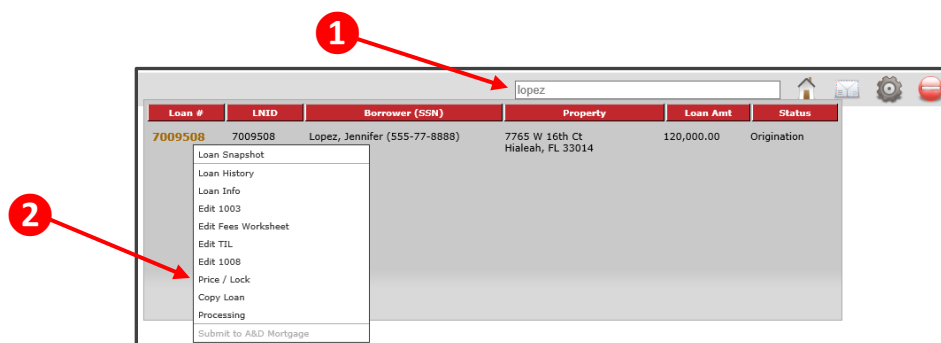 1
lopez
Loan # LNID Borrower (SSN) Property Loan Amt Status
7009508 7009508 Lopez, Jennifer (555-77-8888) 7765 W 16th Ct 120,000.00 Origination
Hialeah, FL 33014
Loan Snapshot
Loan History
Loan Info
2
Edit 1003
Edit Fees Worksheet
Edit TIL
Edit 1008
Price / Lock
Copy Loan
Processing
Submit to A&D Mortgage